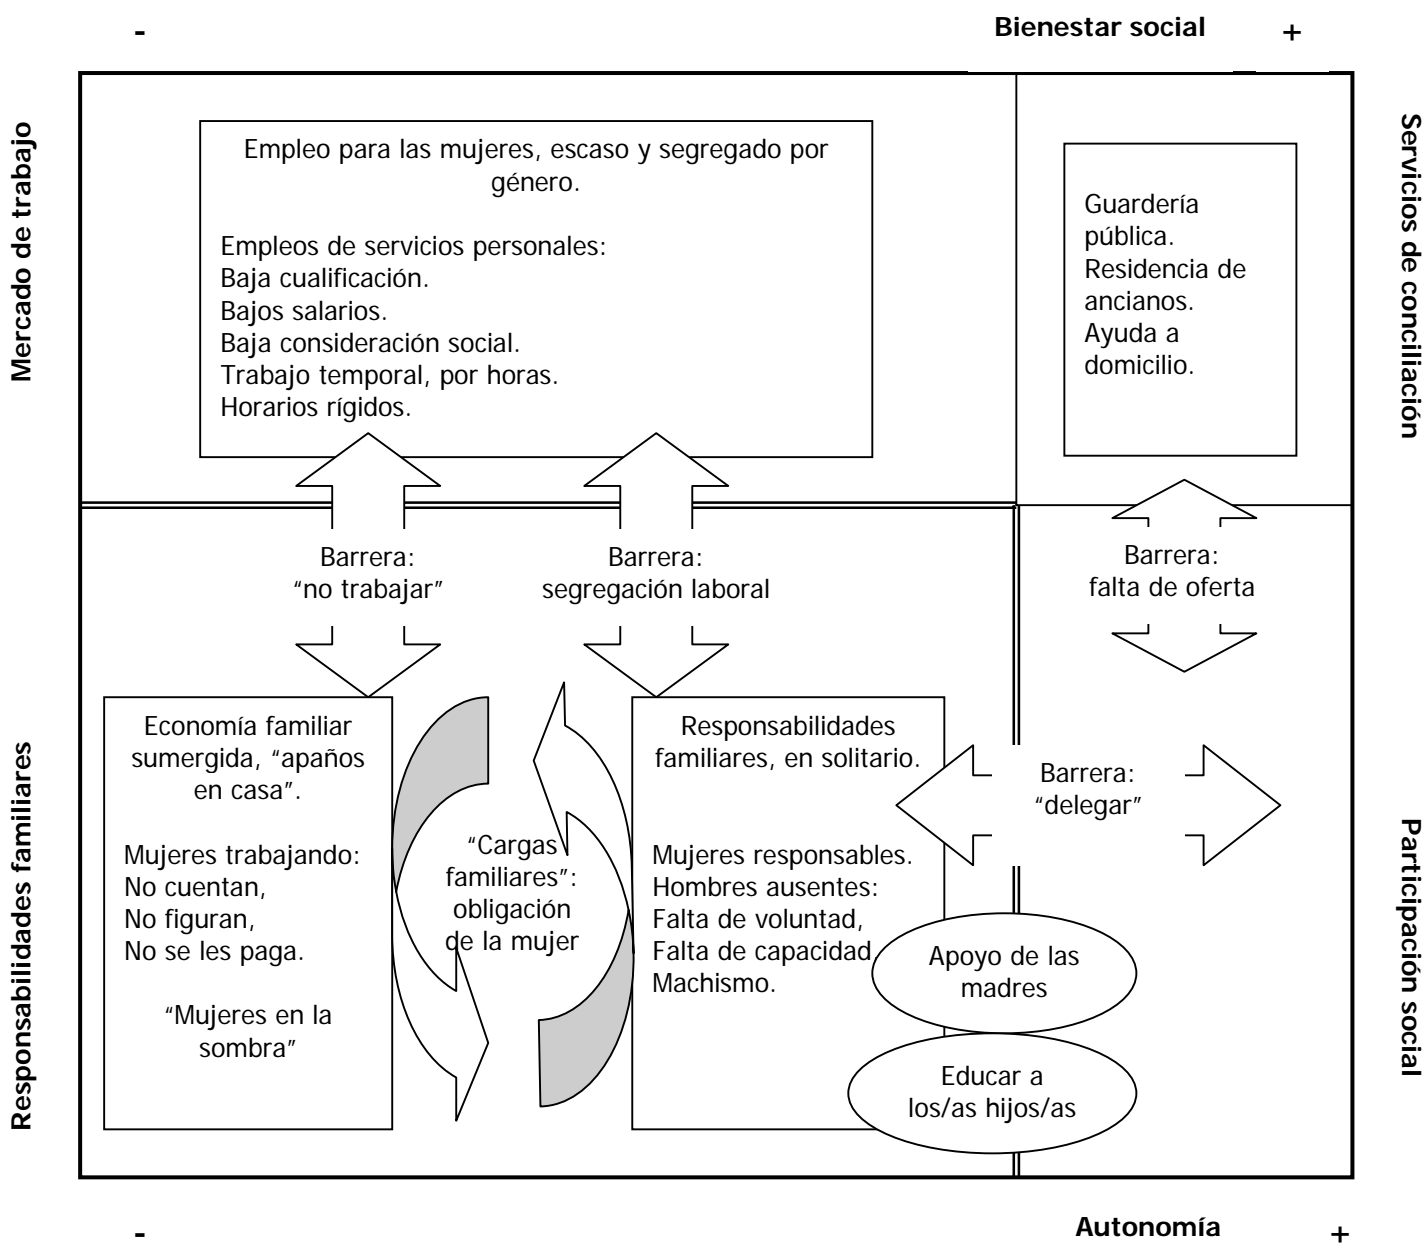 -
Bienestar social
+
Mercado de trabajo
Empleo para las mujeres, escaso y segregado por
género.
Empleos de servicios personales:
Baja cualificación.
Bajos salarios.
Baja consideración social.
Trabajo temporal, por horas.
Horarios rígidos.
Guardería
pública.
Residencia de
ancianos.
Ayuda a
domicilio.
Servicios de conciliación
Barrera:
“no trabajar”
Barrera:
segregación laboral
Barrera:
falta de oferta
Responsabilidades familiares
Economía familiar
sumergida, “apaños
en casa”.
Mujeres trabajando:
No cuentan,
No figuran,
No se les paga.
“Mujeres en la
sombra”
“Cargas
familiares”:
obligación
de la mujer
Responsabilidades
familiares, en solitario.
Mujeres responsables.
Hombres ausentes:
Falta de voluntad,
Falta de capacidad,
Machismo.
Barrera:
“delegar”
Apoyo de las
madres
Educar a
los/as hijos/as
Participación social
-
Autonomía
+